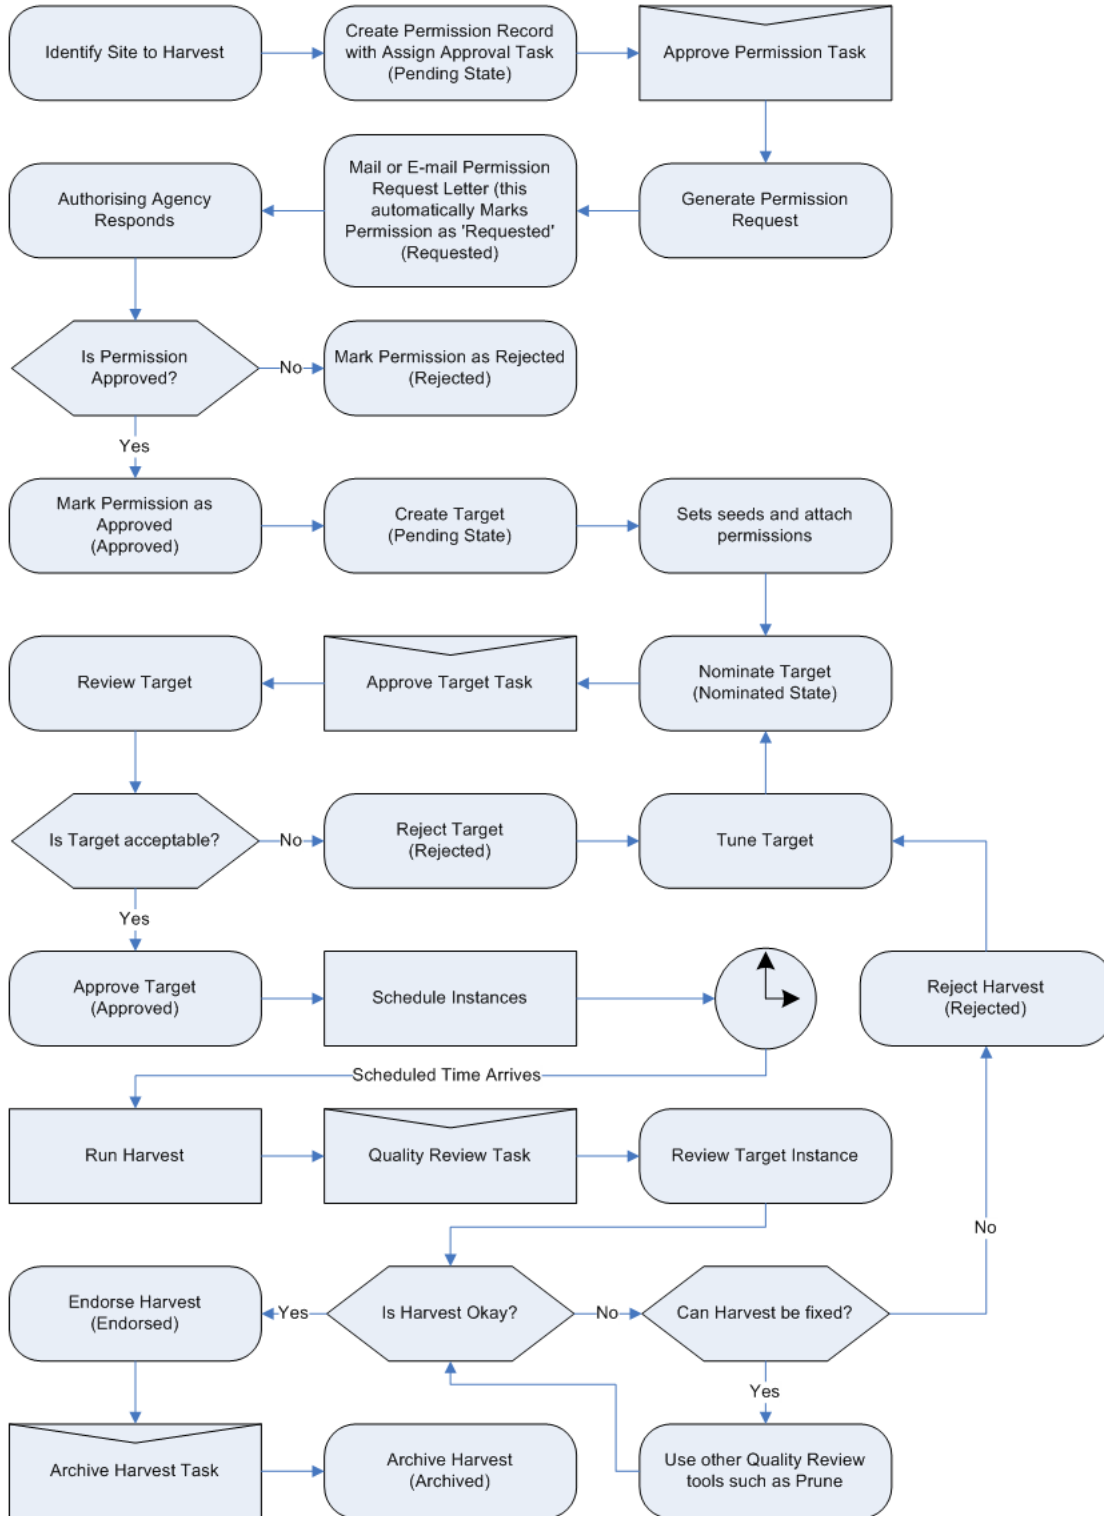 Identify Site to Harvest
Create Permission Record
with Assign Approval Task
(Pending State)
Approve Permission Task
Authorising Agency
Responds
Mail or E-mail Permission
Request Letter (this
automatically Marks
Permission as 'Requested'
(Requested)
Generate Permission
Request
Is Permission
Approved?
No
Mark Permission as Rejected
(Rejected)
Yes
Mark Permission as
Approved
(Approved)
Create Target
(Pending State)
Sets seeds and attach
permissions
Review Target
Approve Target Task
Nominate Target
(Nominated State)
Is Target acceptable?
No
Reject Target
(Rejected)
Tune Target
Yes
Approve Target
(Approved)
Schedule Instances
Reject Harvest
(Rejected)
Scheduled Time Arrives
Run Harvest
Quality Review Task
Review Target Instance
No
Endorse Harvest
(Endorsed)
Yes
Is Harvest Okay?
No
Can Harvest be fixed?
Yes
Archive Harvest Task
Archive Harvest
(Archived)
Use other Quality Review
tools such as Prune